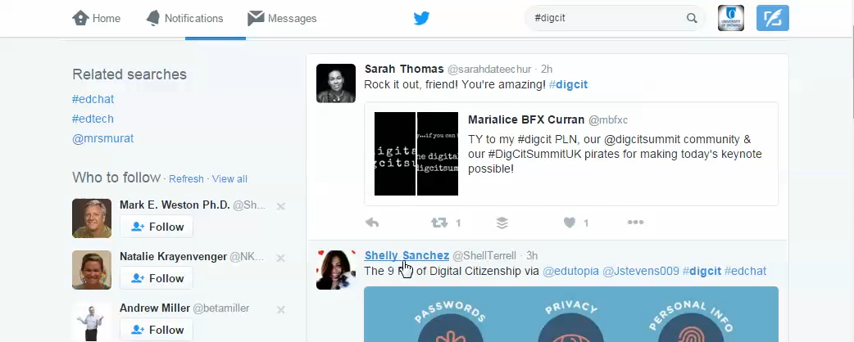 Home Notifications Messages #digcit
Related searches
#edchat
#edtech
@mrsmurat
Who to follow · Refresh · View all
Mark E. Weston Ph.D. @Sh...
Follow
Natalie Krayenvenger @NK...
Follow
Andrew Miller @betamiller
Follow
Sarah Thomas @sarahdateechur · 2h
Rock it out, friend! You're amazing! #digcit
Marialice BFX Curran @mbfxc
TY to my #digcit PLN, our @digcitsummit community &
our #DigCitSummitUK pirates for making today's keynote
possible!
1 1
Shelly Sanchez @ShellTerrell · 3h
The 9 of Digital Citizenship via @edutopia @Jstevens009 #digcit #edchat
PASSWORDS
PRIVACY
PERSONAL INFO